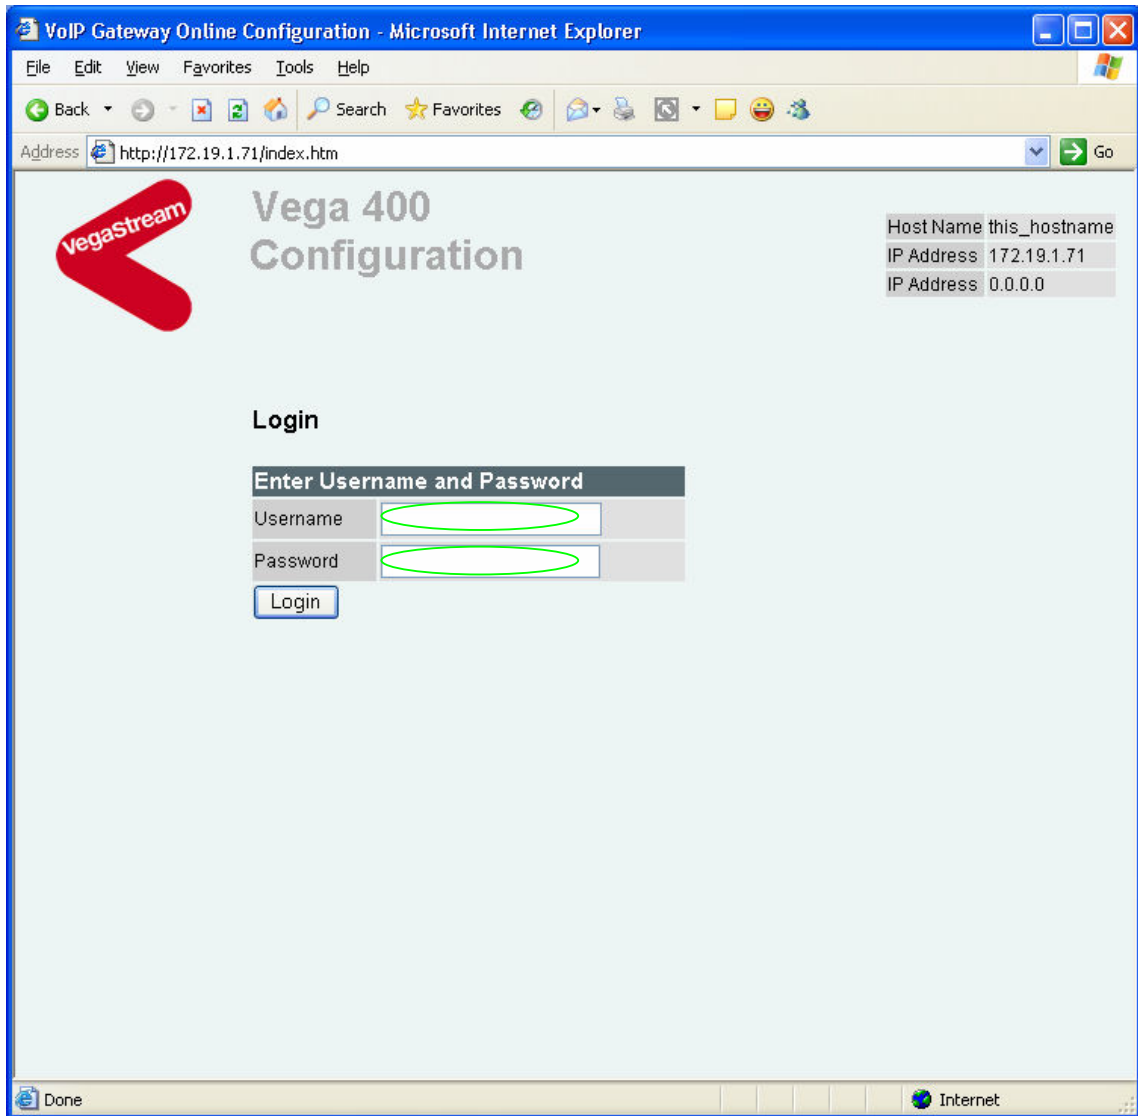 VoIP Gateway Online Configuration - Microsoft Internet Explorer
File Edit View Favorites Tools Help
Back Search Favorites
Address http://172.19.1.71/index.htm Go
vegastream
Vega 400
Configuration
Host Name this_hostname
IP Address 172.19.1.71
IP Address 0.0.0.0
Login
Enter Username and Password
Username
Password
Login
Done Internet